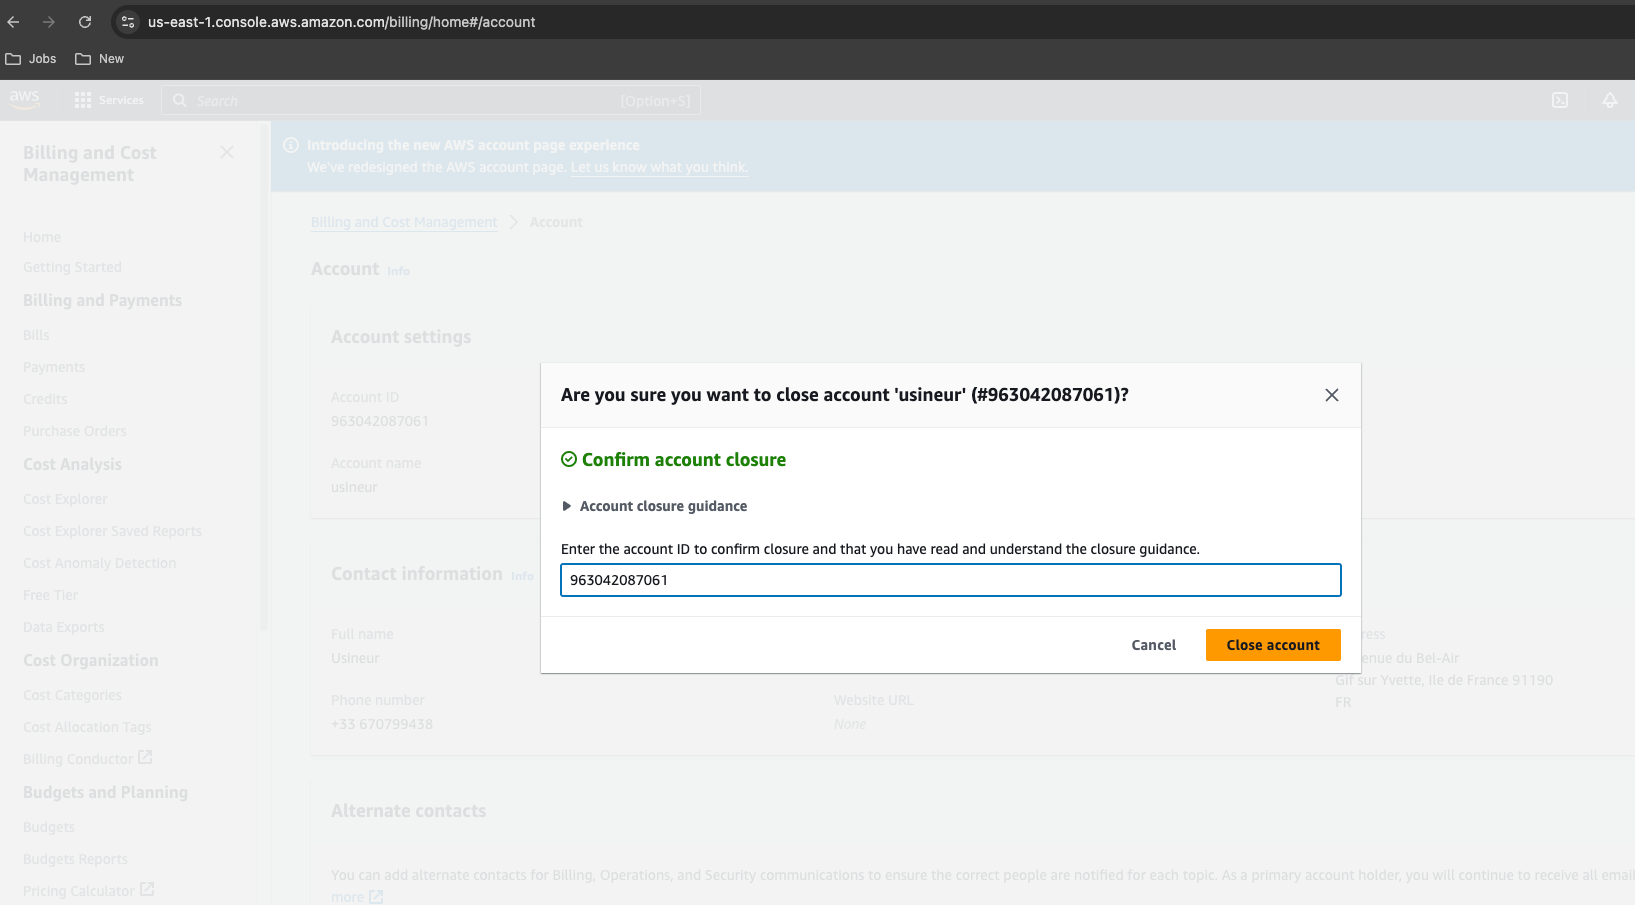 us-east-1.console.aws.amazon.com/billing/home#/account
Jobs
New
aws
Services
Search
[Option+S]
Billing and Cost Management
Home
Getting Started
Billing and Payments
Bills
Payments
Credits
Purchase Orders
Cost Analysis
Cost Explorer
Cost Explorer Saved Reports
Cost Anomaly Detection
Free Tier
Data Exports
Cost Organization
Cost Categories
Cost Allocation Tags
Billing Conductor
Budgets and Planning
Budgets
Budgets Reports
Pricing Calculator
Introducing the new AWS account page experience
We've redesigned the AWS account page. Let us know what you think.
Billing and Cost Management > Account
Account Info
Account settings
Account ID
963042087061
Account name
usineur
Are you sure you want to close account 'usineur' (#963042087061)?
Confirm account closure
Account closure guidance
Enter the account ID to confirm closure and that you have read and understand the closure guidance.
963042087061
Cancel
Close account
Contact information Info
Full name
Usineur
Phone number
+33 670799438
Website URL
None
ress
enue du Bel-Air
Gif sur Yvette, Ile de France 91190
FR
Alternate contacts
You can add alternate contacts for Billing, Operations, and Security communications to ensure the correct people are notified for each topic. As a primary account holder, you will continue to receive all emai
more